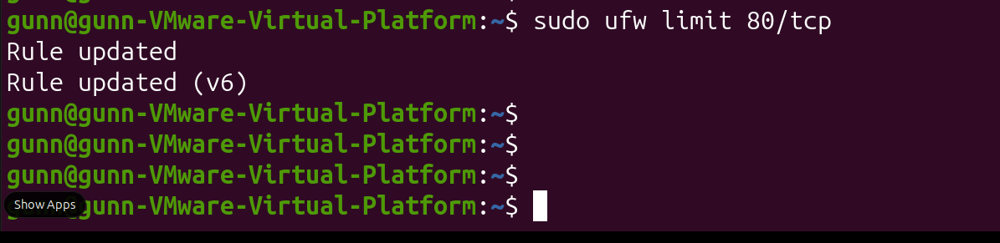 gunn@gunn-VMware-Virtual-Platform:~$ sudo ufw limit 80/tcp
Rule updated
Rule updated (v6)
gunn@gunn-VMware-Virtual-Platform:~$
gunn@gunn-VMware-Virtual-Platform:~$
gunn@gunn-VMware-Virtual-Platform:~$
Show Apps gunn-VMware-Virtual-Platform:~$